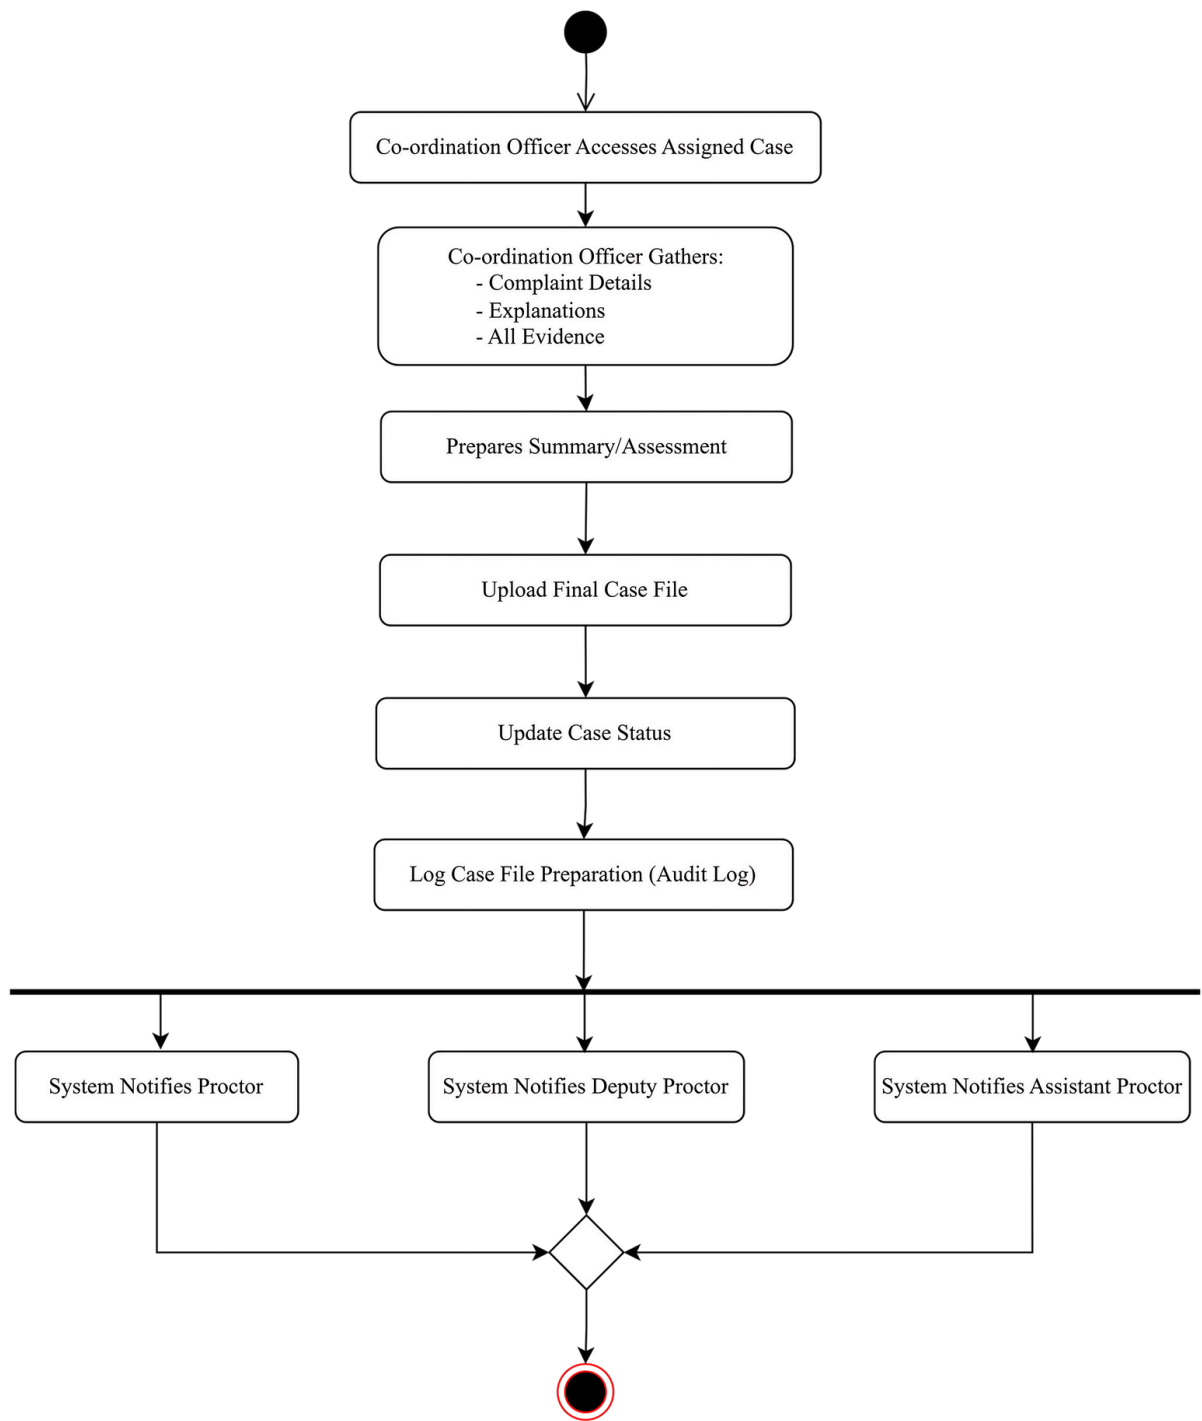 Co-ordination Officer Accesses Assigned Case
Co-ordination Officer Gathers:
- Complaint Details
- Explanations
- All Evidence
Prepares Summary/Assessment
Upload Final Case File
Update Case Status
Log Case File Preparation (Audit Log)
System Notifies Proctor
System Notifies Deputy Proctor
System Notifies Assistant Proctor